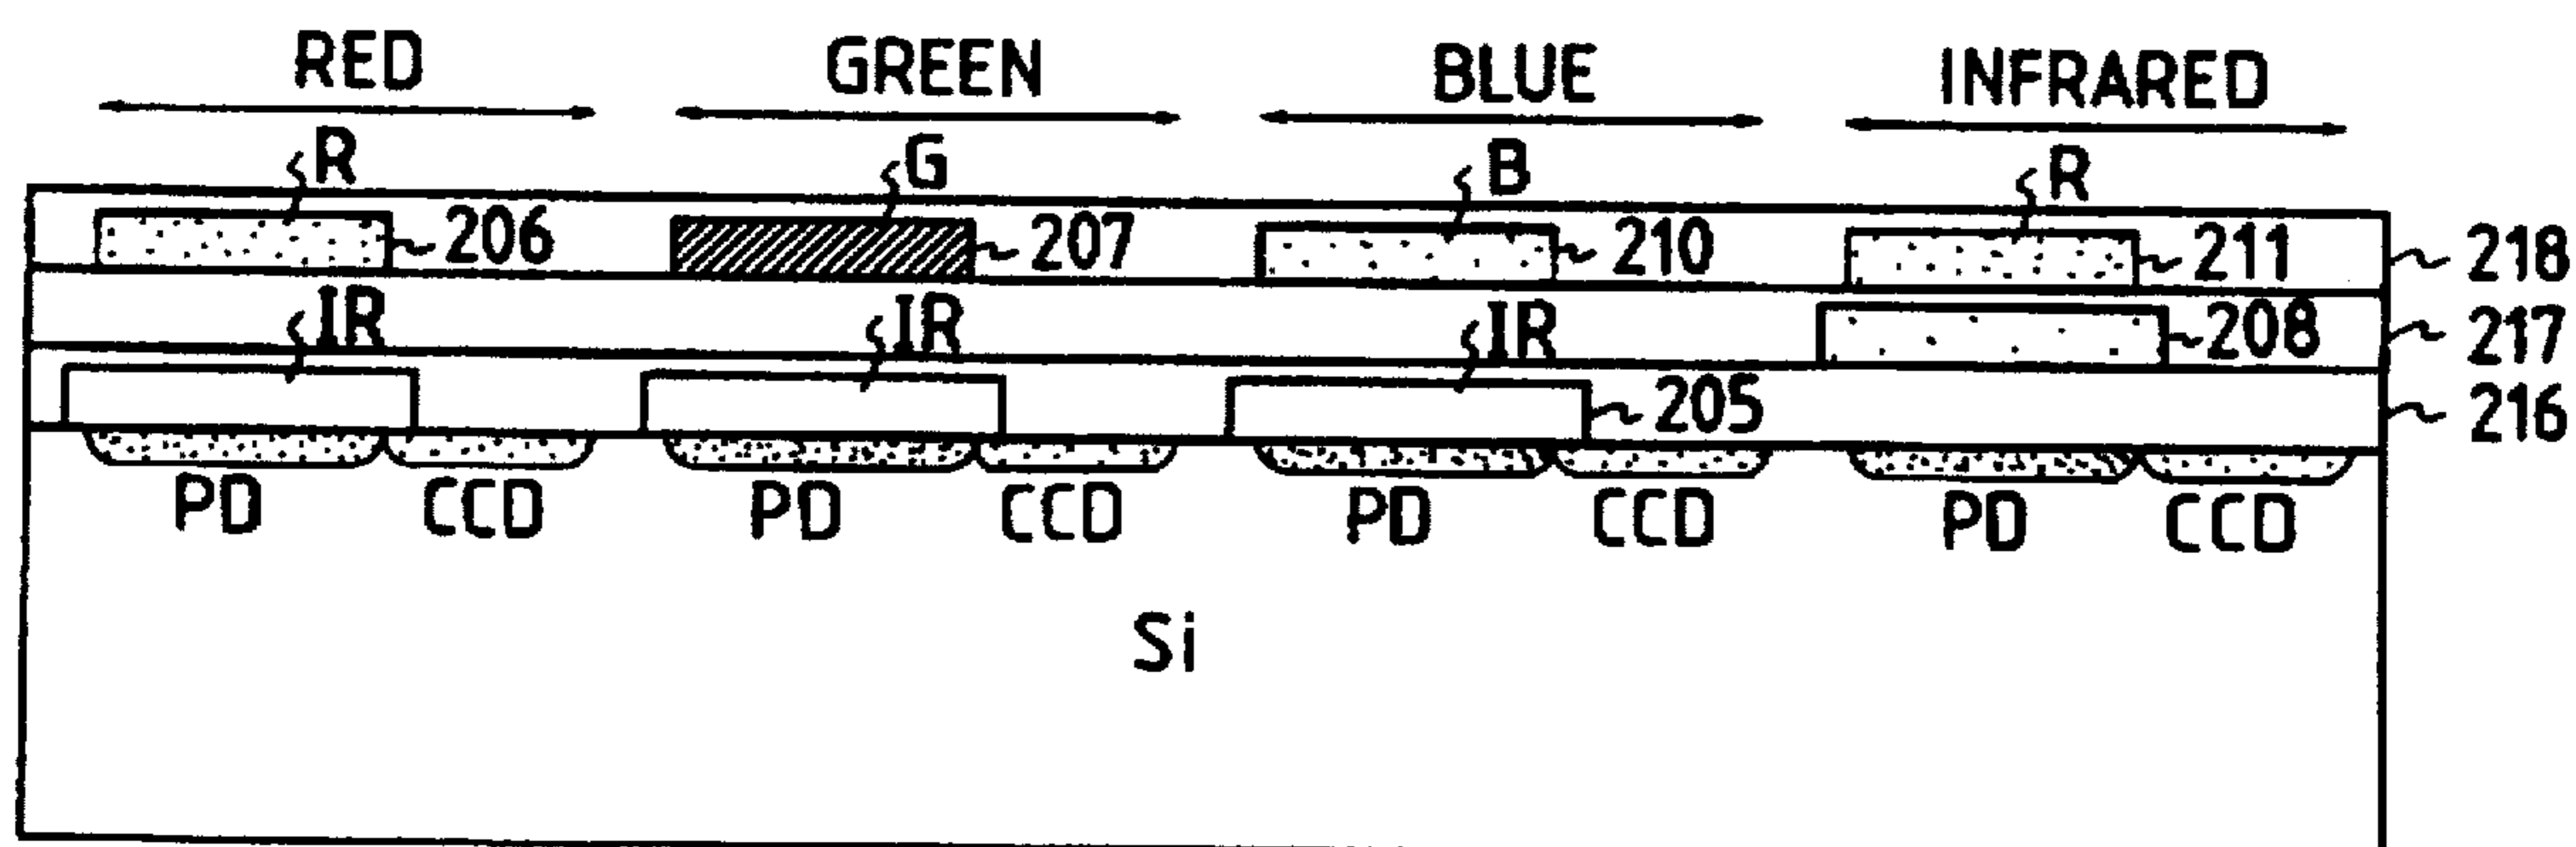 RED GREEN BLUE INFRARED
R G B R
206 207 210 211 218
IR IR IR 208 217
205 216
PD CCD PD CCD PD CCD PD CCD
Si